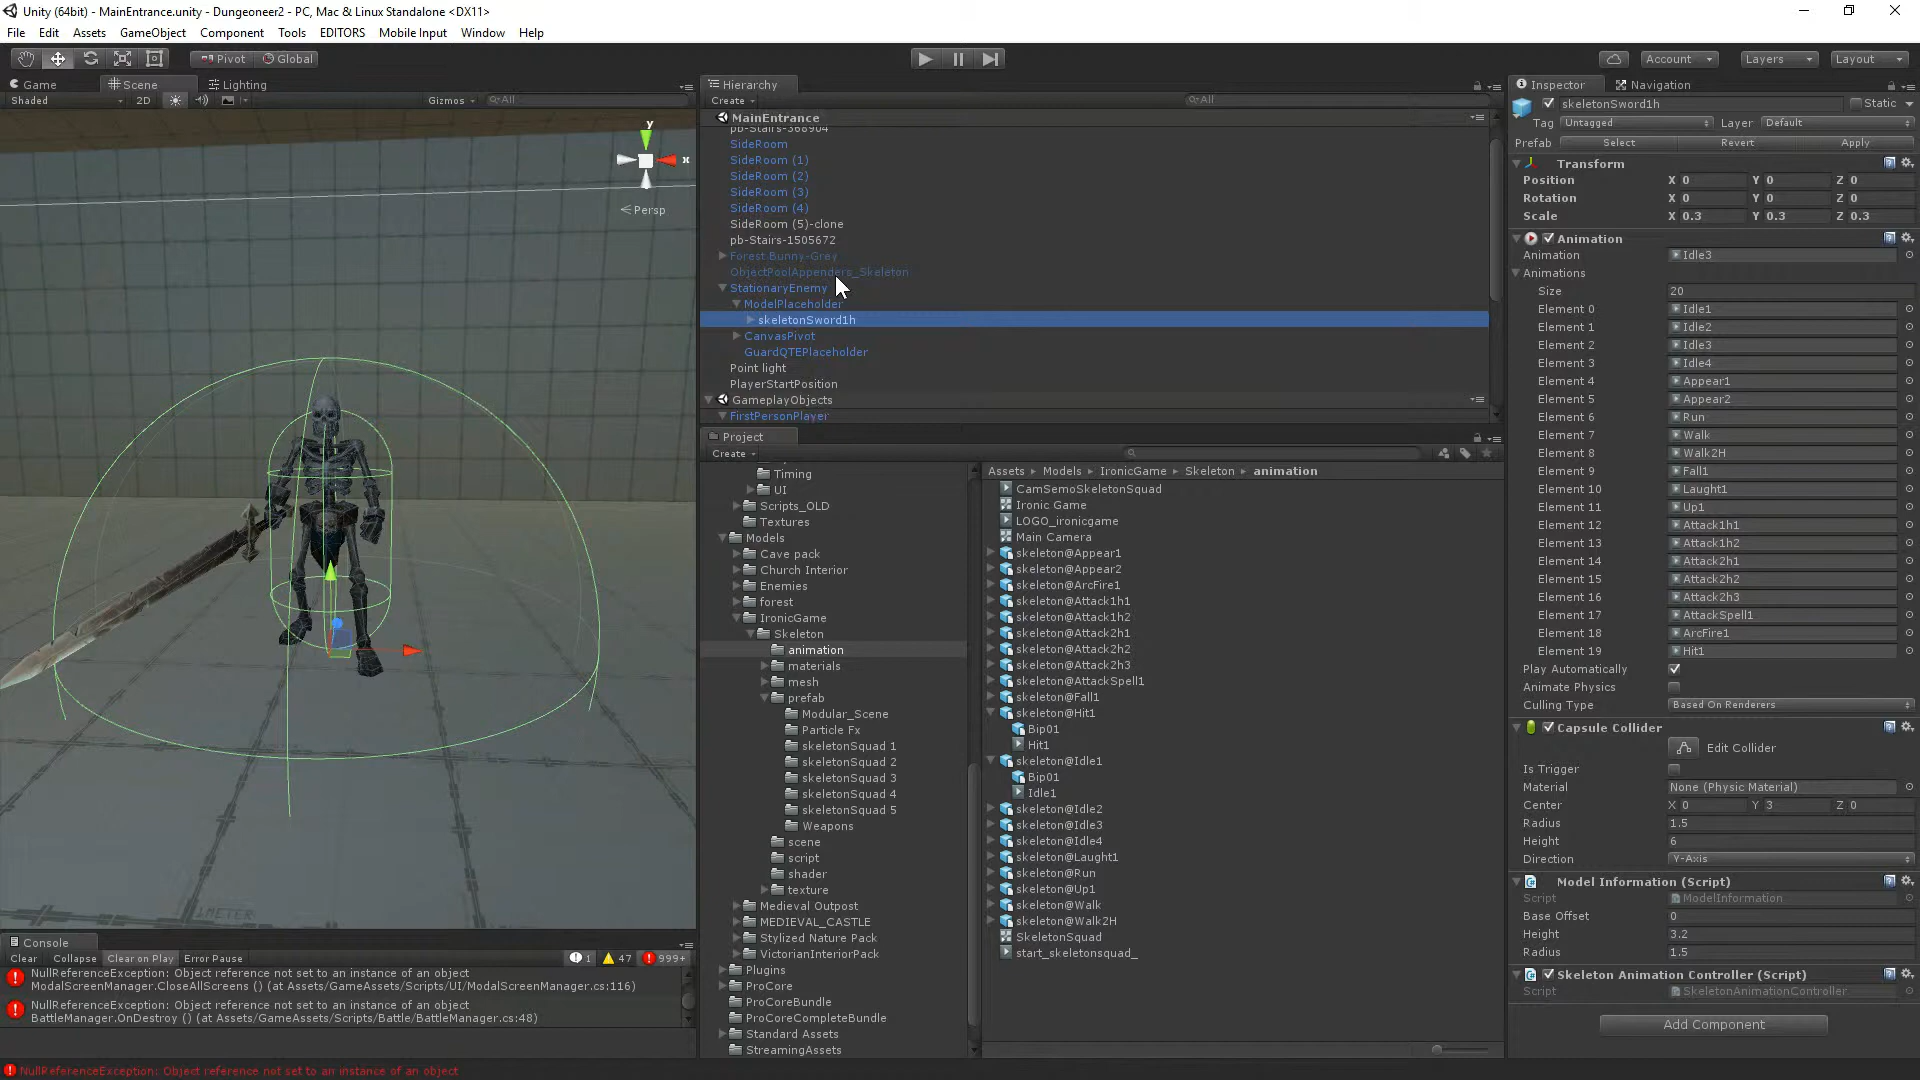 Unity (64bit) - MainEntrance.unity - Dungeoneer2 - PC, Mac & Linux Standalone <DX11>
File Edit Assets GameObject Component Tools EDITORS Mobile Input Window Help
Pivot Global Account Layers Layout
Game Scene Lighting
Shaded 2D Gizmos All
y
x
Persp
1METER
Hierarchy
Create All
MainEntrance
pb-Stairs-368904
SideRoom
SideRoom (1)
SideRoom (2)
SideRoom (3)
SideRoom (4)
SideRoom (5)-clone
pb-Stairs-1505672
Forest Bunny-Grey
ObjectPoolAppenders_Skeleton
StationaryEnemy
ModelPlaceholder
skeletonSword1h
CanvasPivot
GuardQTEPlaceholder
Point light
PlayerStartPosition
GameplayObjects
FirstPersonPlayer
Project
Create
Timing
UI
Scripts_OLD
Textures
Models
Cave pack
Church Interior
Enemies
forest
IronicGame
Skeleton
animation
materials
mesh
prefab
Modular_Scene
Particle Fx
skeletonSquad 1
skeletonSquad 2
skeletonSquad 3
skeletonSquad 4
skeletonSquad 5
Weapons
scene
script
shader
texture
Medieval Outpost
MEDIEVAL_CASTLE
Stylized Nature Pack
VictorianInteriorPack
Plugins
ProCore
ProCoreBundle
ProCoreCompleteBundle
Standard Assets
StreamingAssets
Assets Models IronicGame Skeleton animation
CamSemoSkeletonSquad
Ironic Game
LOGO_ironicgame
Main Camera
skeleton@Appear1
skeleton@Appear2
skeleton@ArcFire1
skeleton@Attack1h1
skeleton@Attack1h2
skeleton@Attack2h1
skeleton@Attack2h2
skeleton@Attack2h3
skeleton@AttackSpell1
skeleton@Fall1
skeleton@Hit1
Bip01
Hit1
skeleton@Idle1
Bip01
Idle1
skeleton@Idle2
skeleton@Idle3
skeleton@Idle4
skeleton@Laught1
skeleton@Run
skeleton@Up1
skeleton@Walk
skeleton@Walk2H
SkeletonSquad
start_skeletonsquad_
Inspector Navigation
skeletonSword1h Static
Tag Untagged Layer Default
Prefab Select Revert Apply
Transform
Position X 0 Y 0 Z 0
Rotation X 0 Y 0 Z 0
Scale X 0.3 Y 0.3 Z 0.3
Animation
Animation Idle3
Animations
Size 20
Element 0 Idle1
Element 1 Idle2
Element 2 Idle3
Element 3 Idle4
Element 4 Appear1
Element 5 Appear2
Element 6 Run
Element 7 Walk
Element 8 Walk2H
Element 9 Fall1
Element 10 Laught1
Element 11 Up1
Element 12 Attack1h1
Element 13 Attack1h2
Element 14 Attack2h1
Element 15 Attack2h2
Element 16 Attack2h3
Element 17 AttackSpell1
Element 18 ArcFire1
Element 19 Hit1
Play Automatically
Animate Physics
Culling Type Based On Renderers
Capsule Collider
Edit Collider
Is Trigger
Material None (Physic Material)
Center X 0 Y 3 Z 0
Radius 1.5
Height 6
Direction Y-Axis
Model Information (Script)
Script ModelInformation
Base Offset 0
Height 3.2
Radius 1.5
Skeleton Animation Controller (Script)
Script SkeletonAnimationController
Add Component
Console
Clear Collapse Clear on Play Error Pause 1 47 999+
NullReferenceException: Object reference not set to an instance of an object
ModalScreenManager.CloseAllScreens () (at Assets/GameAssets/Scripts/UI/ModalScreenManager.cs:116)
NullReferenceException: Object reference not set to an instance of an object
BattleManager.OnDestroy () (at Assets/GameAssets/Scripts/Battle/BattleManager.cs:48)
NullReferenceException: Object reference not set to an instance of an object